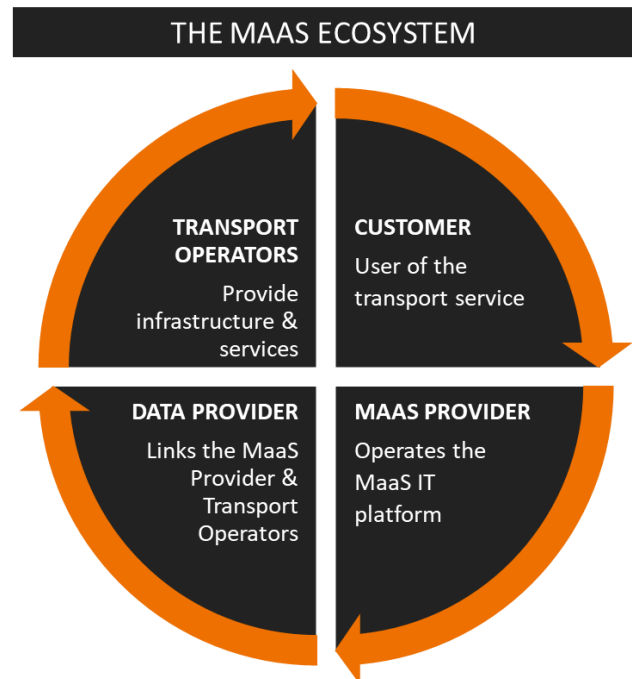 THE MAAS ECOSYSTEM
TRANSPORT
OPERATORS
Provide
infrastructure &
services
CUSTOMER
User of the
transport service
DATA PROVIDER
Links the MaaS
Provider &
Transport
Operators
MAAS PROVIDER
Operates the
MaaS IT
platform